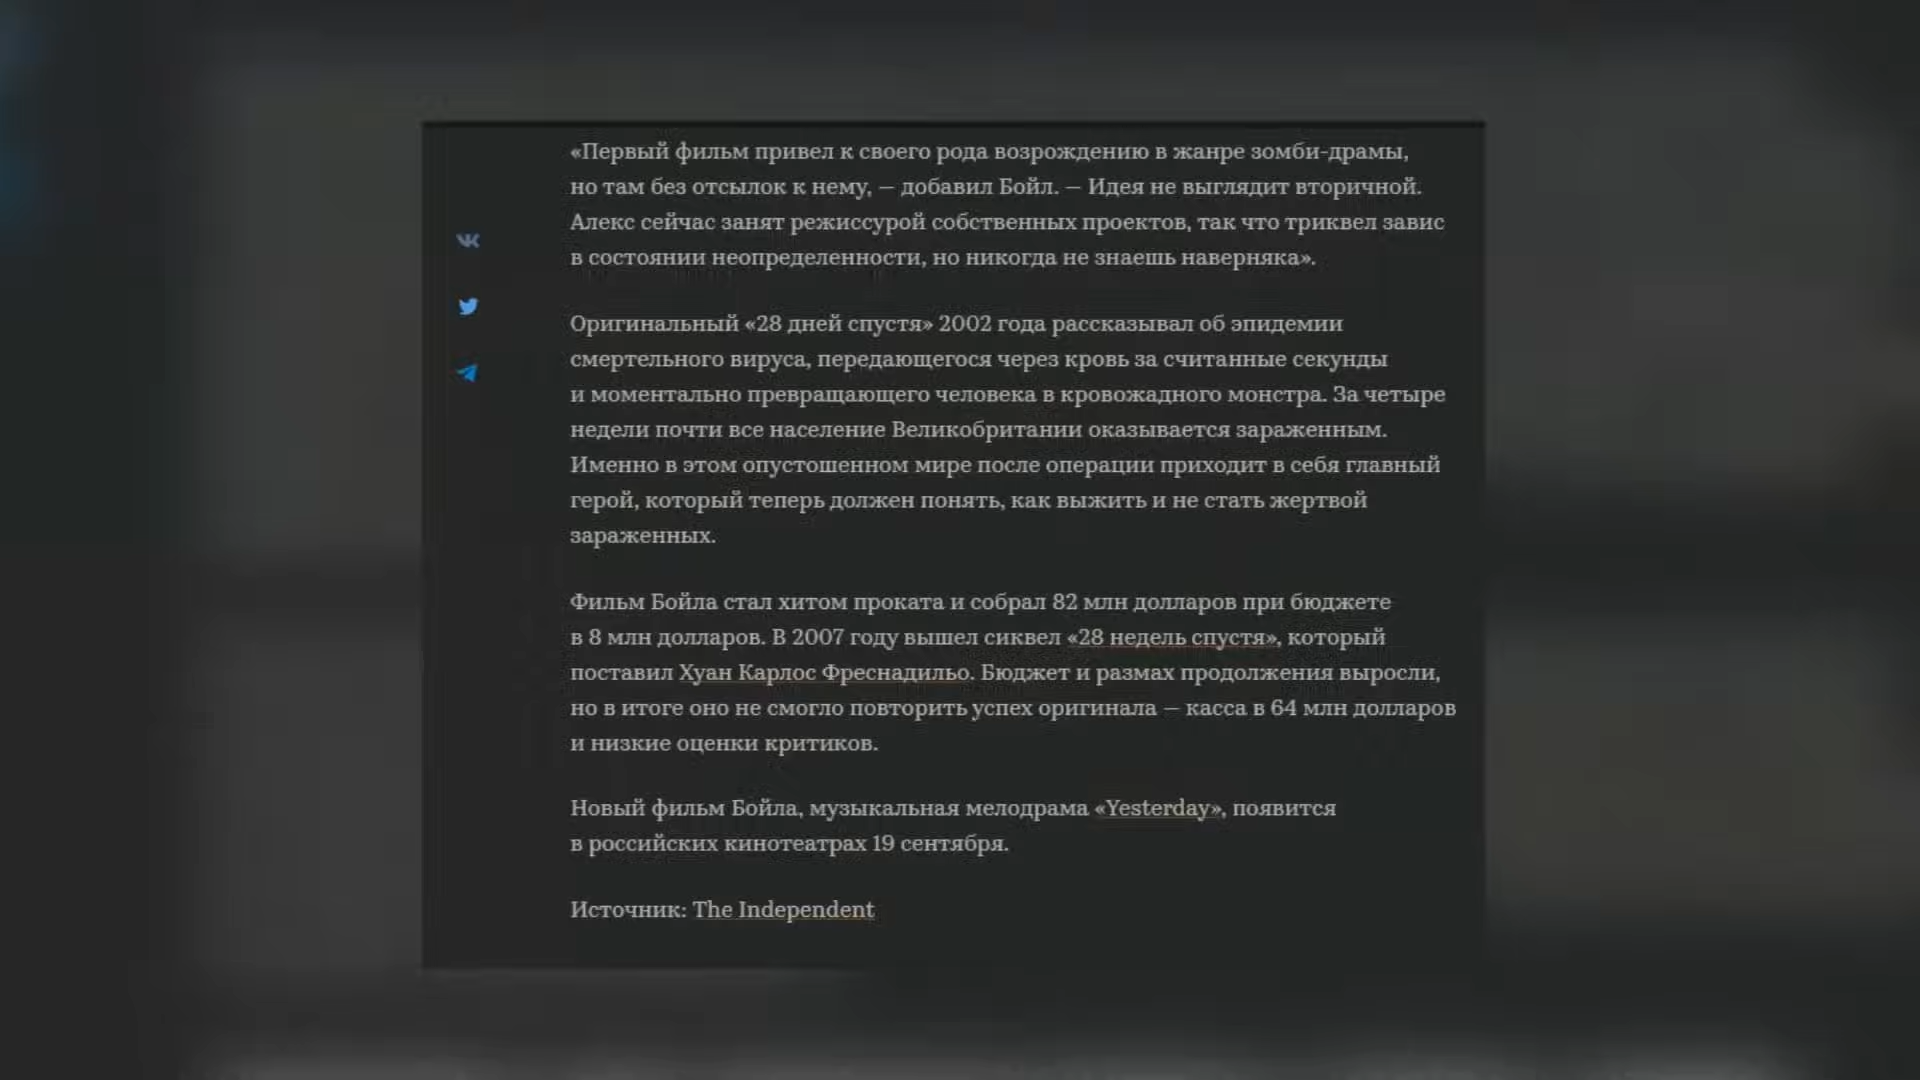 «Первый фильм привел к своего рода возрождению в жанре зомби-драмы,
но там без отсылок к нему, — добавил Бойл. — Идея не выглядит вторичной.
Алекс сейчас занят режиссурой собственных проектов, так что триквел завис
в состоянии неопределенности, но никогда не знаешь наверняка».
Оригинальный «28 дней спустя» 2002 года рассказывал об эпидемии
смертельного вируса, передающегося через кровь за считанные секунды
и моментально превращающего человека в кровожадного монстра. За четыре
недели почти все население Великобритании оказывается зараженным.
Именно в этом опустошенном мире после операции приходит в себя главный
герой, который теперь должен понять, как выжить и не стать жертвой
зараженных.
Фильм Бойла стал хитом проката и собрал 82 млн долларов при бюджете
в 8 млн долларов. В 2007 году вышел сиквел «28 недель спустя», который
поставил Хуан Карлос Фреснадильо. Бюджет и размах продолжения выросли,
но в итоге оно не смогло повторить успех оригинала — касса в 64 млн долларов
и низкие оценки критиков.
Новый фильм Бойла, музыкальная мелодрама «Yesterday», появится
в российских кинотеатрах 19 сентября.
Источник: The Independent